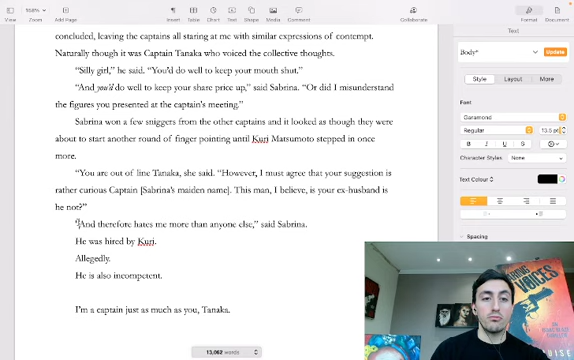 View
158%
Zoom
Add Page
Insert
Table
Chart
Text
Shape
Media
Comment
Collaborate
Format
Document
concluded, leaving the captains all staring at me with similar expressions of contempt.
Naturally though it was Captain Tanaka who voiced the collective thoughts.
“Silly girl,” he said. “You’d do well to keep your mouth shut.”
“And you’d do well to keep your share price up,” said Sabrina. “Or did I misunderstand
the figures you presented at the captain’s meeting.”
Sabrina won a few sniggers from the other captains and it looked as though they were
about to start another round of finger pointing until Kuri Matsumoto stepped in once
more.
“You are out of line Tanaka, she said. “However, I must agree that your suggestion is
rather curious Captain [Sabrina’s maiden name]. This man, I believe, is your ex-husband is
he not?”
“And therefore hates me more than anyone else,” said Sabrina.
He was hired by Kuri.
Allegedly.
He is also incompetent.
I’m a captain just as much as you, Tanaka.
13,062 words
Text
Body*
Update
Style
Layout
More
Font
Garamond
Regular
13.5 pt
B I U S
Character Styles
None
Text Colour
Spacing
VOICES